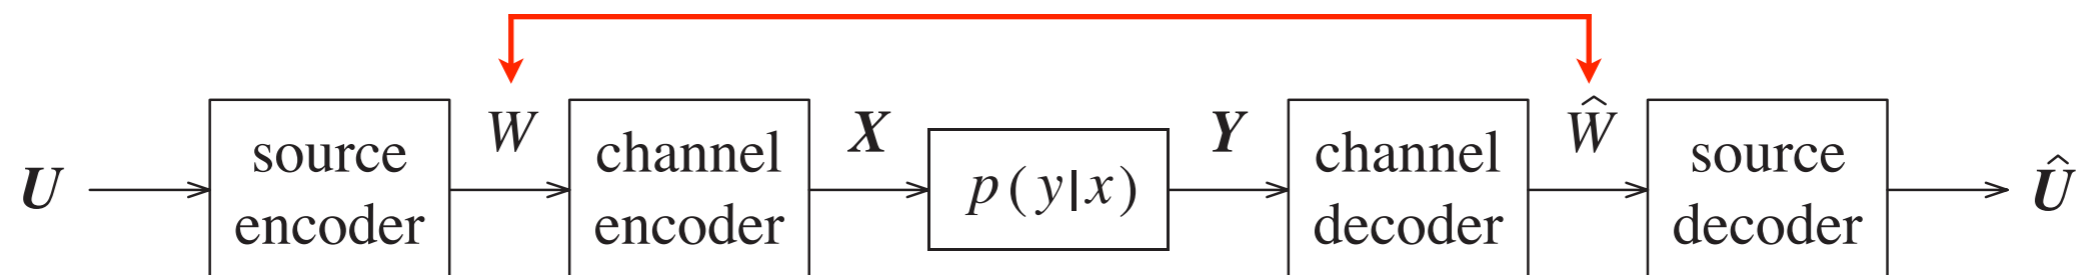 U
source
encoder
W
channel
encoder
X
p(y|x)
Y
channel
decoder
Ŵ
source
decoder
Û